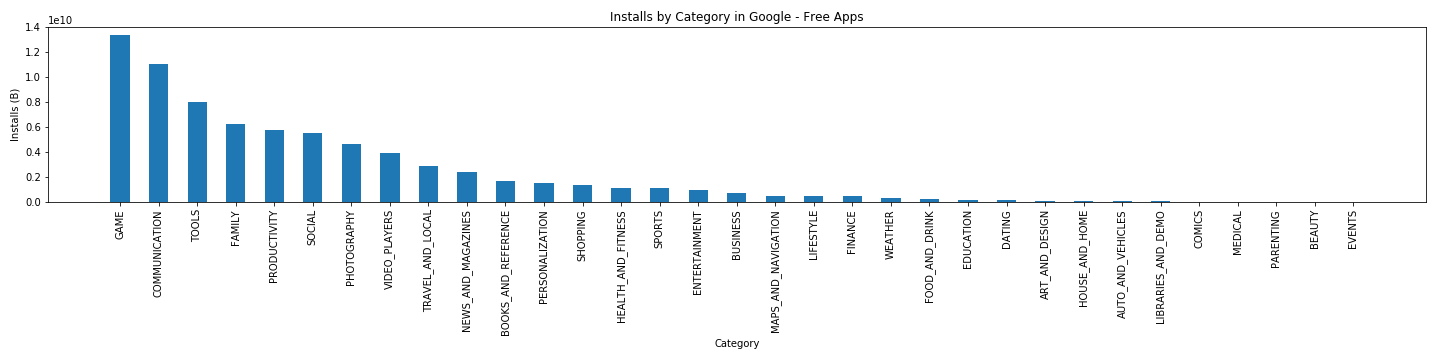 Installs by Category in Google - Free Apps
1e10
1.4
1.2
1.0
0.8
0.6
0.4
0.2
0.0
Installs (B)
GAME
COMMUNICATION
TOOLS
FAMILY
PRODUCTIVITY
SOCIAL
PHOTOGRAPHY
VIDEO_PLAYERS
TRAVEL_AND_LOCAL
NEWS_AND_MAGAZINES
BOOKS_AND_REFERENCE
PERSONALIZATION
SHOPPING
HEALTH_AND_FITNESS
SPORTS
ENTERTAINMENT
BUSINESS
MAPS_AND_NAVIGATION
LIFESTYLE
FINANCE
WEATHER
FOOD_AND_DRINK
EDUCATION
DATING
ART_AND_DESIGN
HOUSE_AND_HOME
AUTO_AND_VEHICLES
LIBRARIES_AND_DEMO
COMICS
MEDICAL
PARENTING
BEAUTY
EVENTS
Category